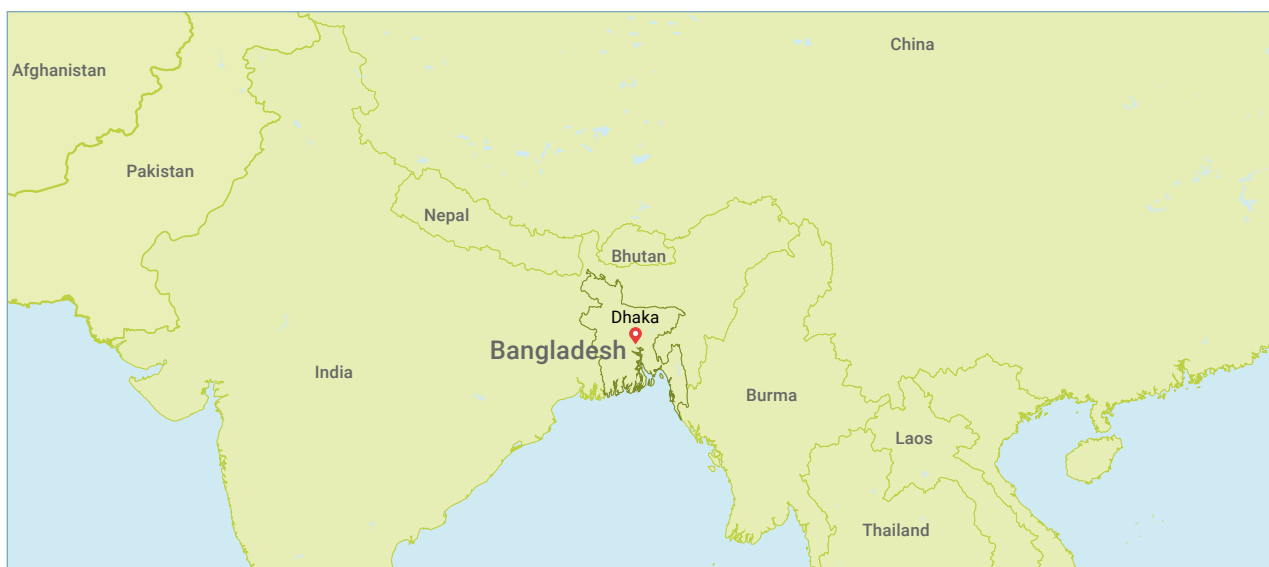 China
Afghanistan
Pakistan
Nepal
Bhutan
Dhaka
Bangladesh
India
Burma
Laos
Thailand